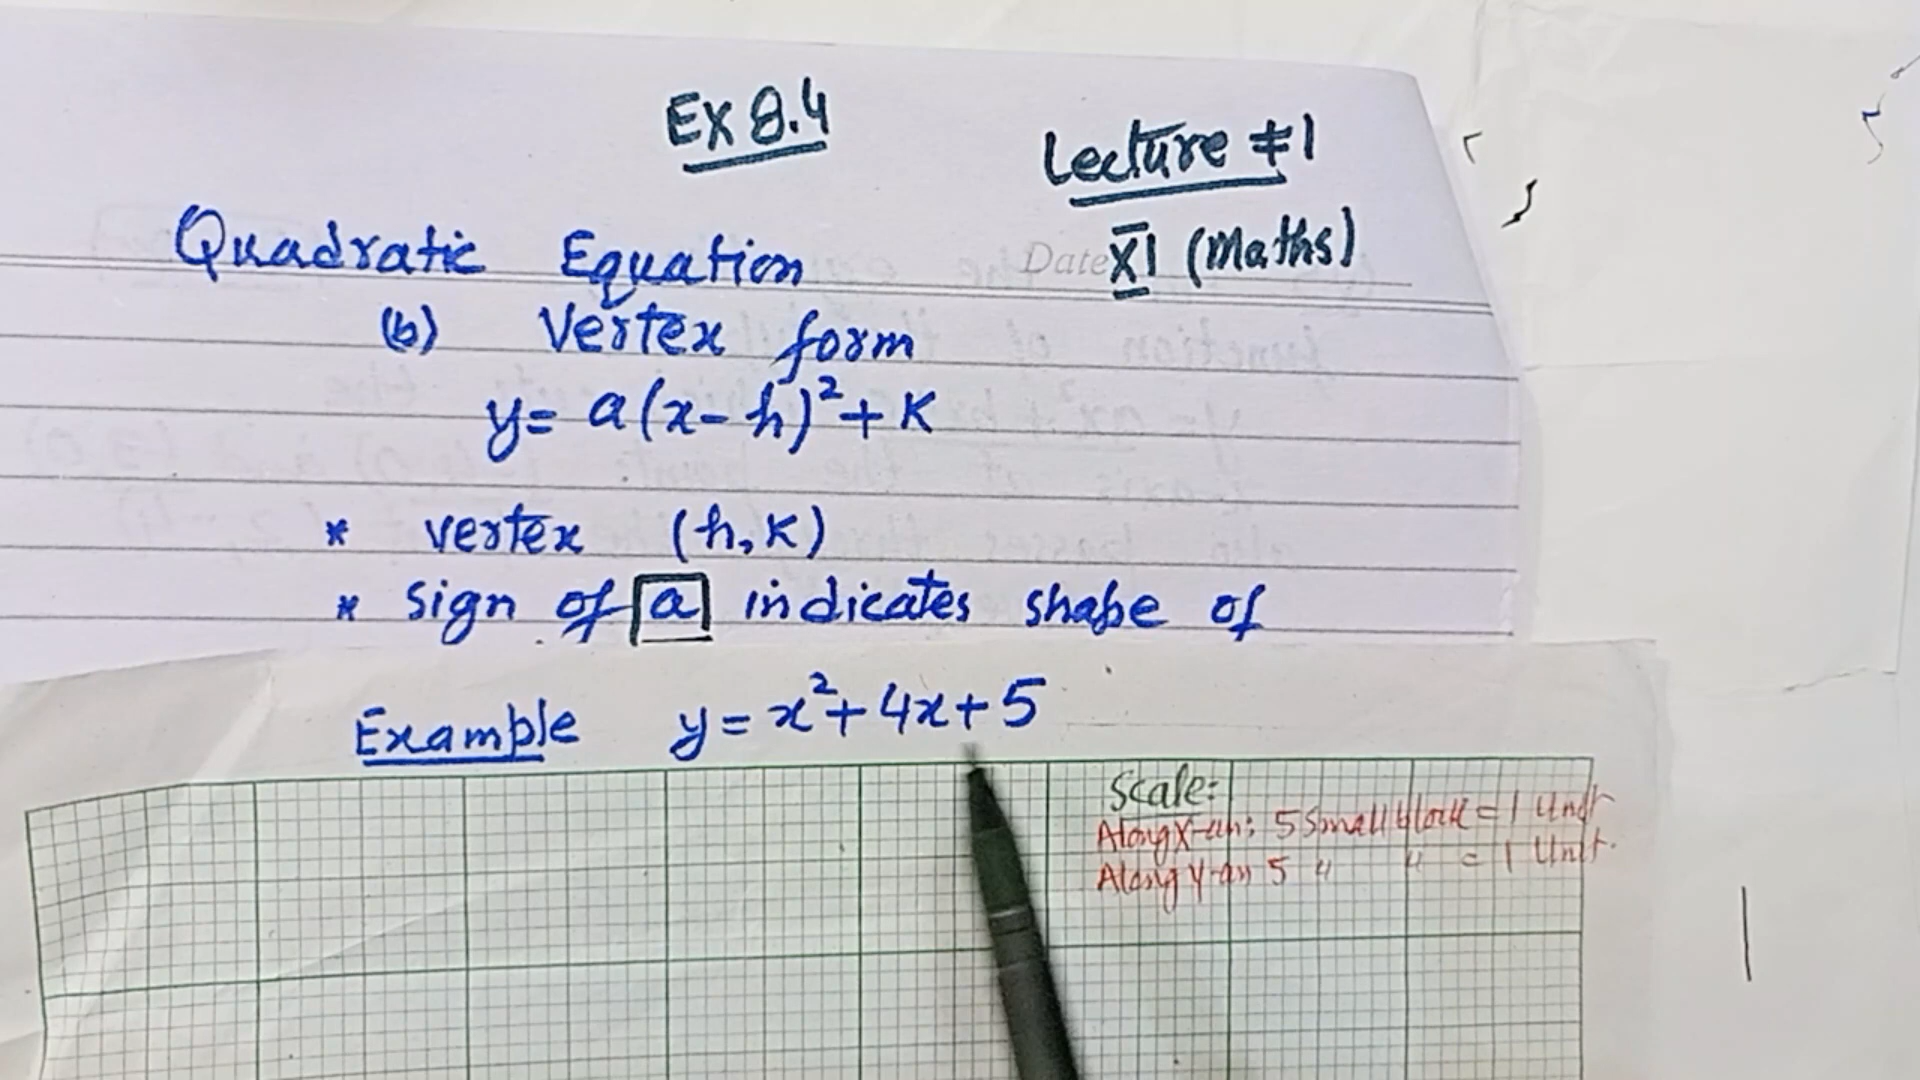 Ex 8.4
Lecture #1
Quadratic Equation
Date XI (Maths)
(b) Vertex form
y = a(x-h)²+K
* vertex (h,K)
* Sign of a indicates shape of
Example y = x²+4x+5
Scale:
Along X-axis: 5 Small block = 1 Unit
Along Y-axis 5 " " = 1 Unit.